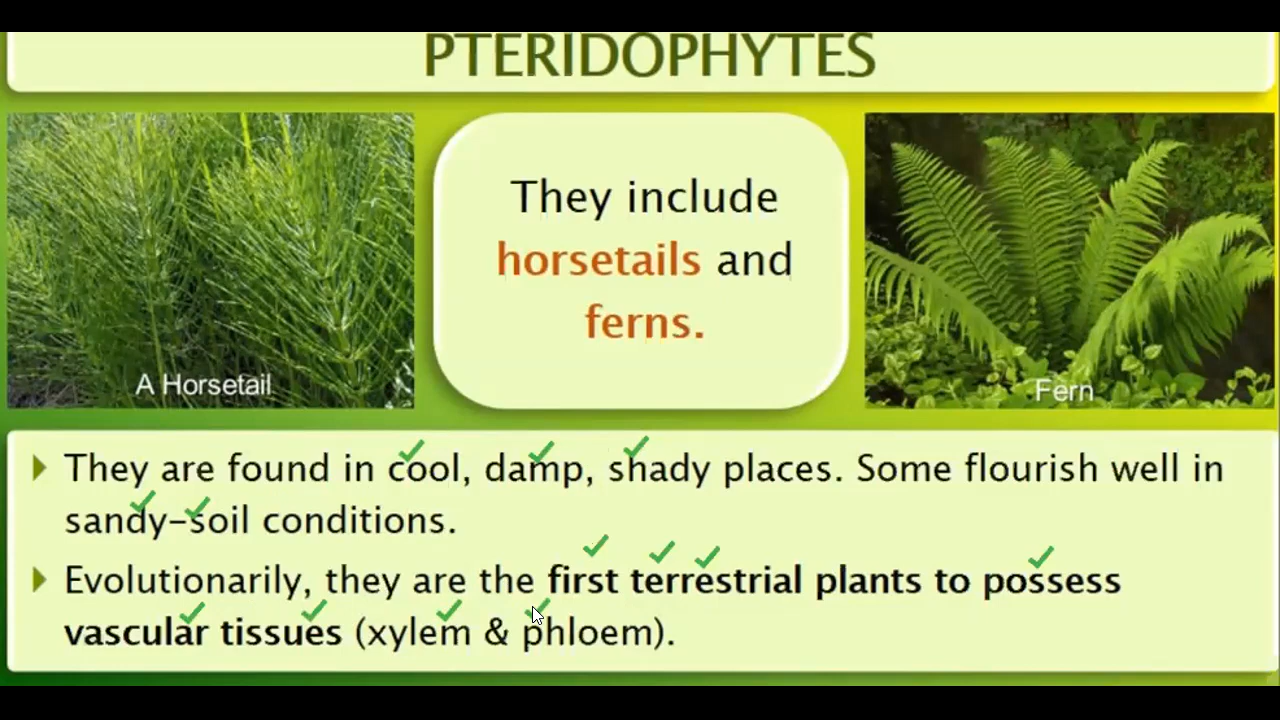 PTERIDOPHYTES
They include
horsetails and
ferns.
A Horsetail
Fern
They are found in cool, damp, shady places. Some flourish well in
sandy-soil conditions.
Evolutionarily, they are the first terrestrial plants to possess
vascular tissues (xylem & phloem).